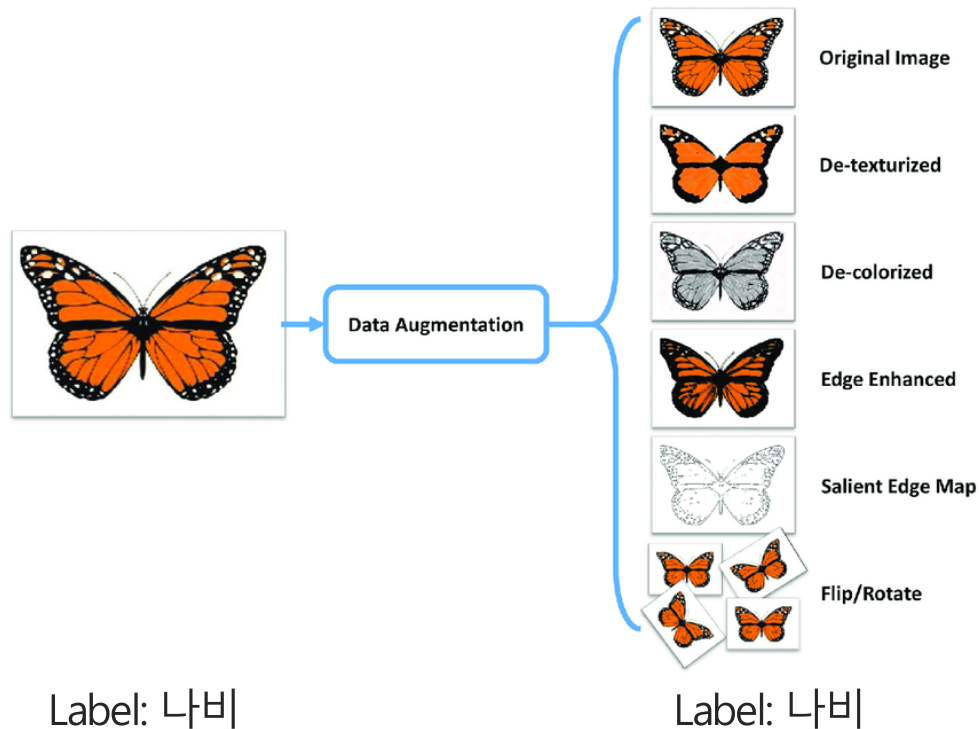 Original Image
De-texturized
De-colorized
Data Augmentation
Edge Enhanced
Salient Edge Map
Flip/Rotate
Label: 나비
Label: 나비